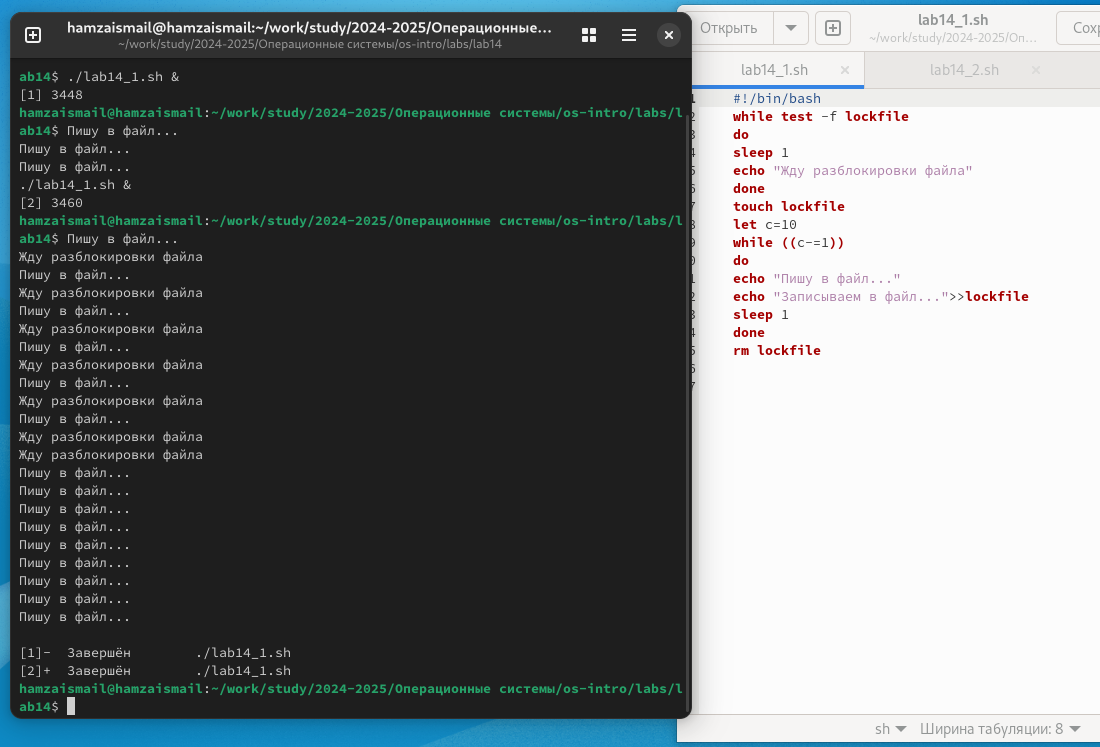 hamzaismail@hamzaismail:~/work/study/2024-2025/Операционные...
~/work/study/2024-2025/Операционные системы/os-intro/labs/lab14
ab14$ ./lab14_1.sh &
[1] 3448
hamzaismail@hamzaismail:~/work/study/2024-2025/Операционные системы/os-intro/labs/l
ab14$ Пишу в файл...
Пишу в файл...
Пишу в файл...
./lab14_1.sh &
[2] 3460
hamzaismail@hamzaismail:~/work/study/2024-2025/Операционные системы/os-intro/labs/l
ab14$ Пишу в файл...
Жду разблокировки файла
Пишу в файл...
Жду разблокировки файла
Пишу в файл...
Жду разблокировки файла
Пишу в файл...
Жду разблокировки файла
Пишу в файл...
Жду разблокировки файла
Пишу в файл...
Жду разблокировки файла
Жду разблокировки файла
Пишу в файл...
Пишу в файл...
Пишу в файл...
Пишу в файл...
Пишу в файл...
Пишу в файл...
Пишу в файл...
Пишу в файл...
Пишу в файл...
[1]-  Завершён        ./lab14_1.sh
[2]+  Завершён        ./lab14_1.sh
hamzaismail@hamzaismail:~/work/study/2024-2025/Операционные системы/os-intro/labs/l
ab14$
Открыть
lab14_1.sh
~/work/study/2024-2025/Оп...
Сох
lab14_1.sh
lab14_2.sh
1 #!/bin/bash
2 while test -f lockfile
3 do
4 sleep 1
5 echo "Жду разблокировки файла"
6 done
7 touch lockfile
8 let c=10
9 while ((c-=1))
0 do
1 echo "Пишу в файл..."
2 echo "Записываем в файл...">>lockfile
3 sleep 1
4 done
5 rm lockfile
6
7
sh
Ширина табуляции: 8